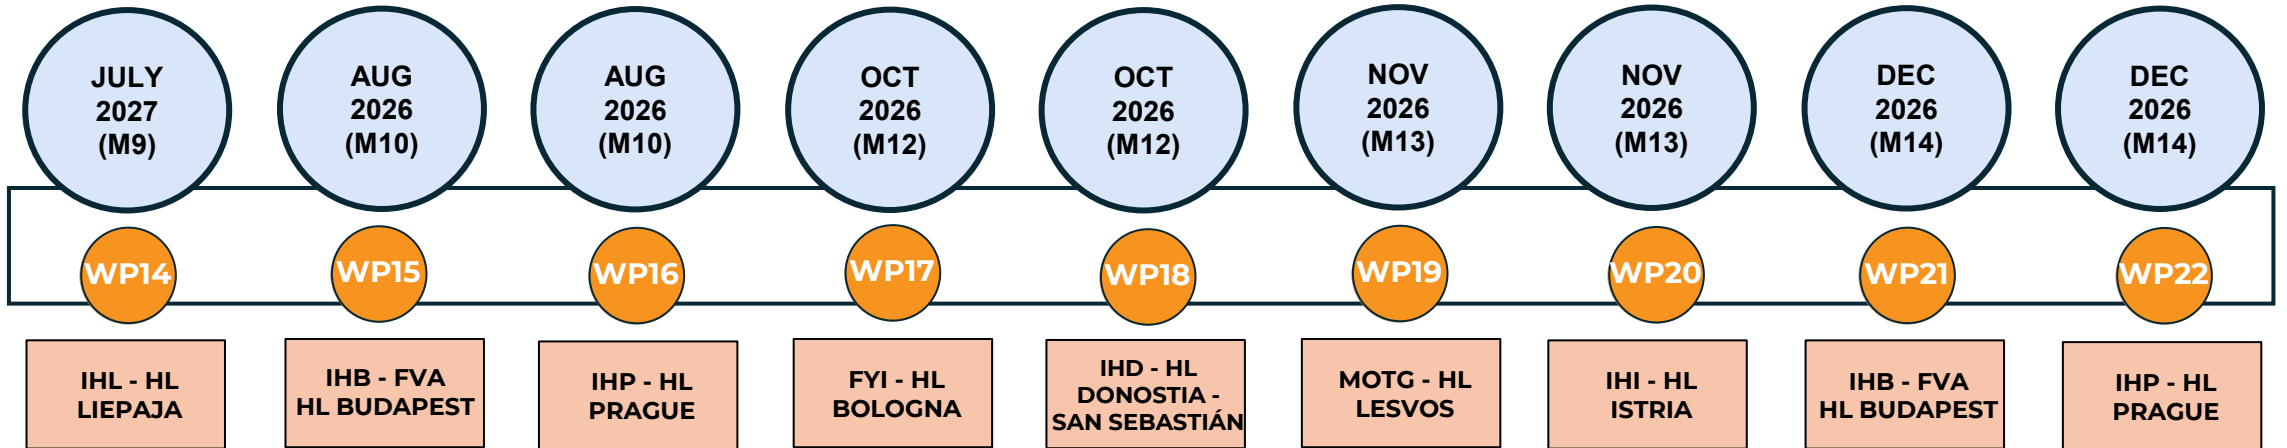 JULY
2027
(M9)
AUG
2026
(M10)
AUG
2026
(M10)
OCT
2026
(M12)
OCT
2026
(M12)
NOV
2026
(M13)
NOV
2026
(M13)
DEC
2026
(M14)
DEC
2026
(M14)
WP14
WP15
WP16
WP17
WP18
WP19
WP20
WP21
WP22
IHL - HL
LIEPAJA
IHB - FVA
HL BUDAPEST
IHP - HL
PRAGUE
FYI - HL
BOLOGNA
IHD - HL
DONOSTIA -
SAN SEBASTIÁN
MOTG - HL
LESVOS
IHI - HL
ISTRIA
IHB - FVA
HL BUDAPEST
IHP - HL
PRAGUE